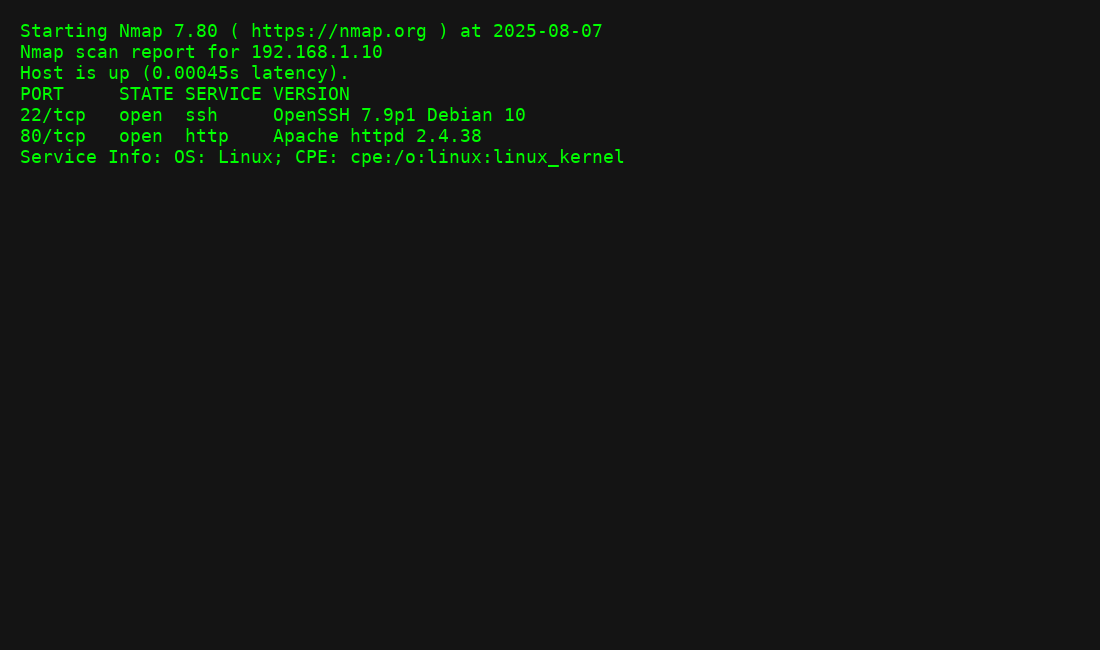 Starting Nmap 7.80 ( https://nmap.org ) at 2025-08-07
Nmap scan report for 192.168.1.10
Host is up (0.00045s latency).
PORT     STATE SERVICE VERSION
22/tcp   open  ssh     OpenSSH 7.9p1 Debian 10
80/tcp   open  http    Apache httpd 2.4.38
Service Info: OS: Linux; CPE: cpe:/o:linux:linux_kernel